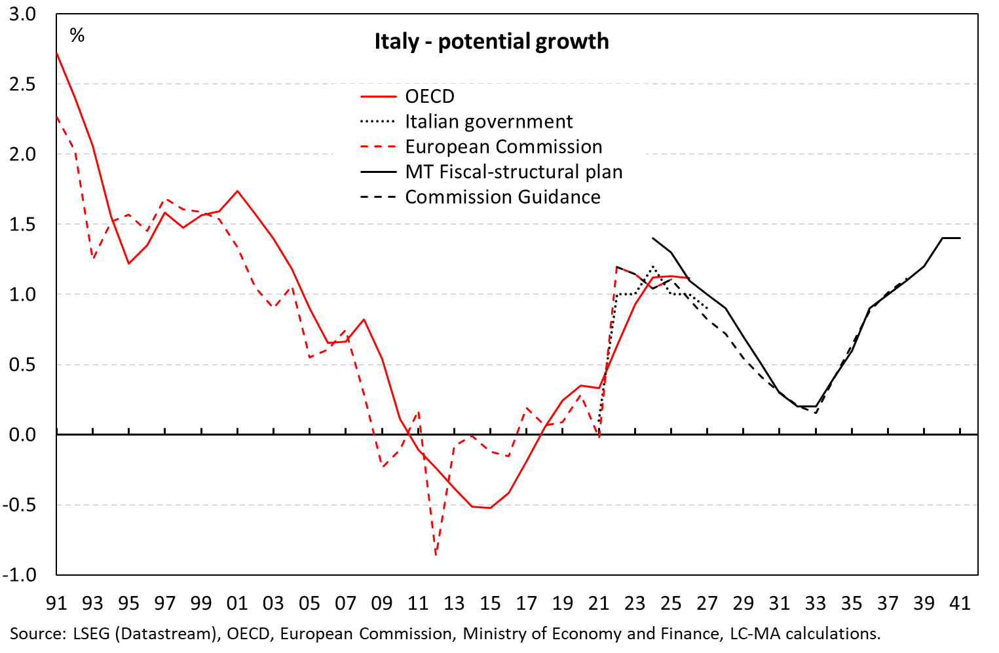 Italy - potential growth
%
OECD
Italian government
European Commission
MT Fiscal-structural plan
Commission Guidance
3.0
2.5
2.0
1.5
1.0
0.5
0.0
-0.5
-1.0
91 93 95 97 99 01 03 05 07 09 11 13 15 17 19 21 23 25 27 29 31 33 35 37 39 41
Source: LSEG (Datastream), OECD, European Commission, Ministry of Economy and Finance, LC-MA calculations.